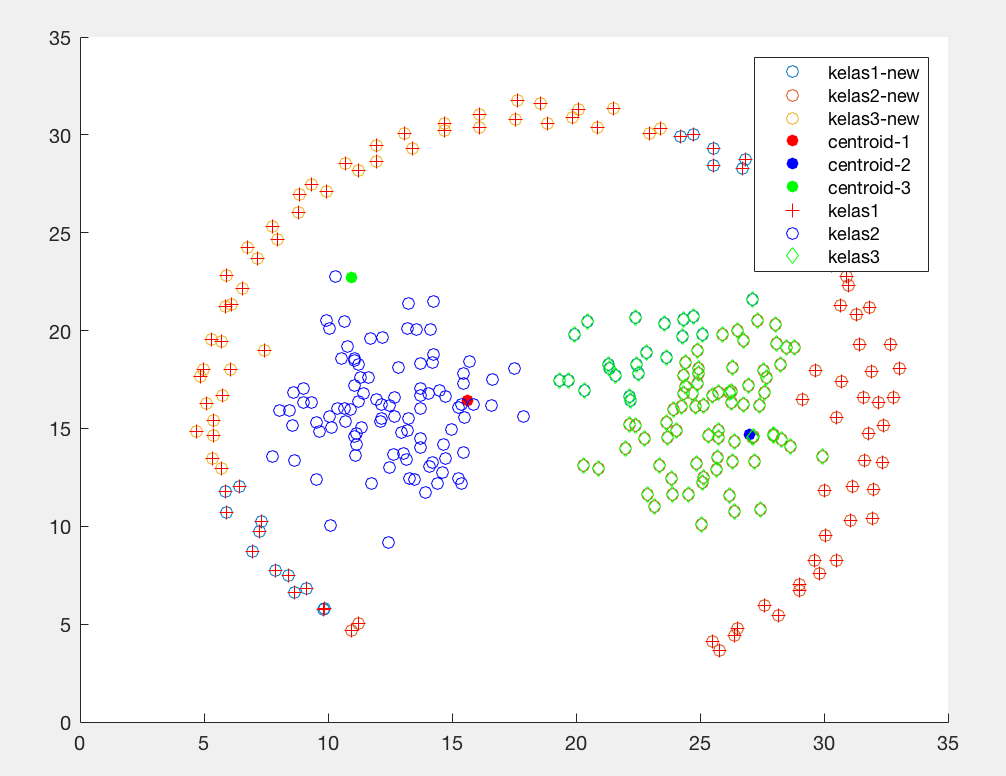 35
30
25
20
15
10
5
0
0 5 10 15 20 25 30 35
kelas1-new
kelas2-new
kelas3-new
centroid-1
centroid-2
centroid-3
kelas1
kelas2
kelas3